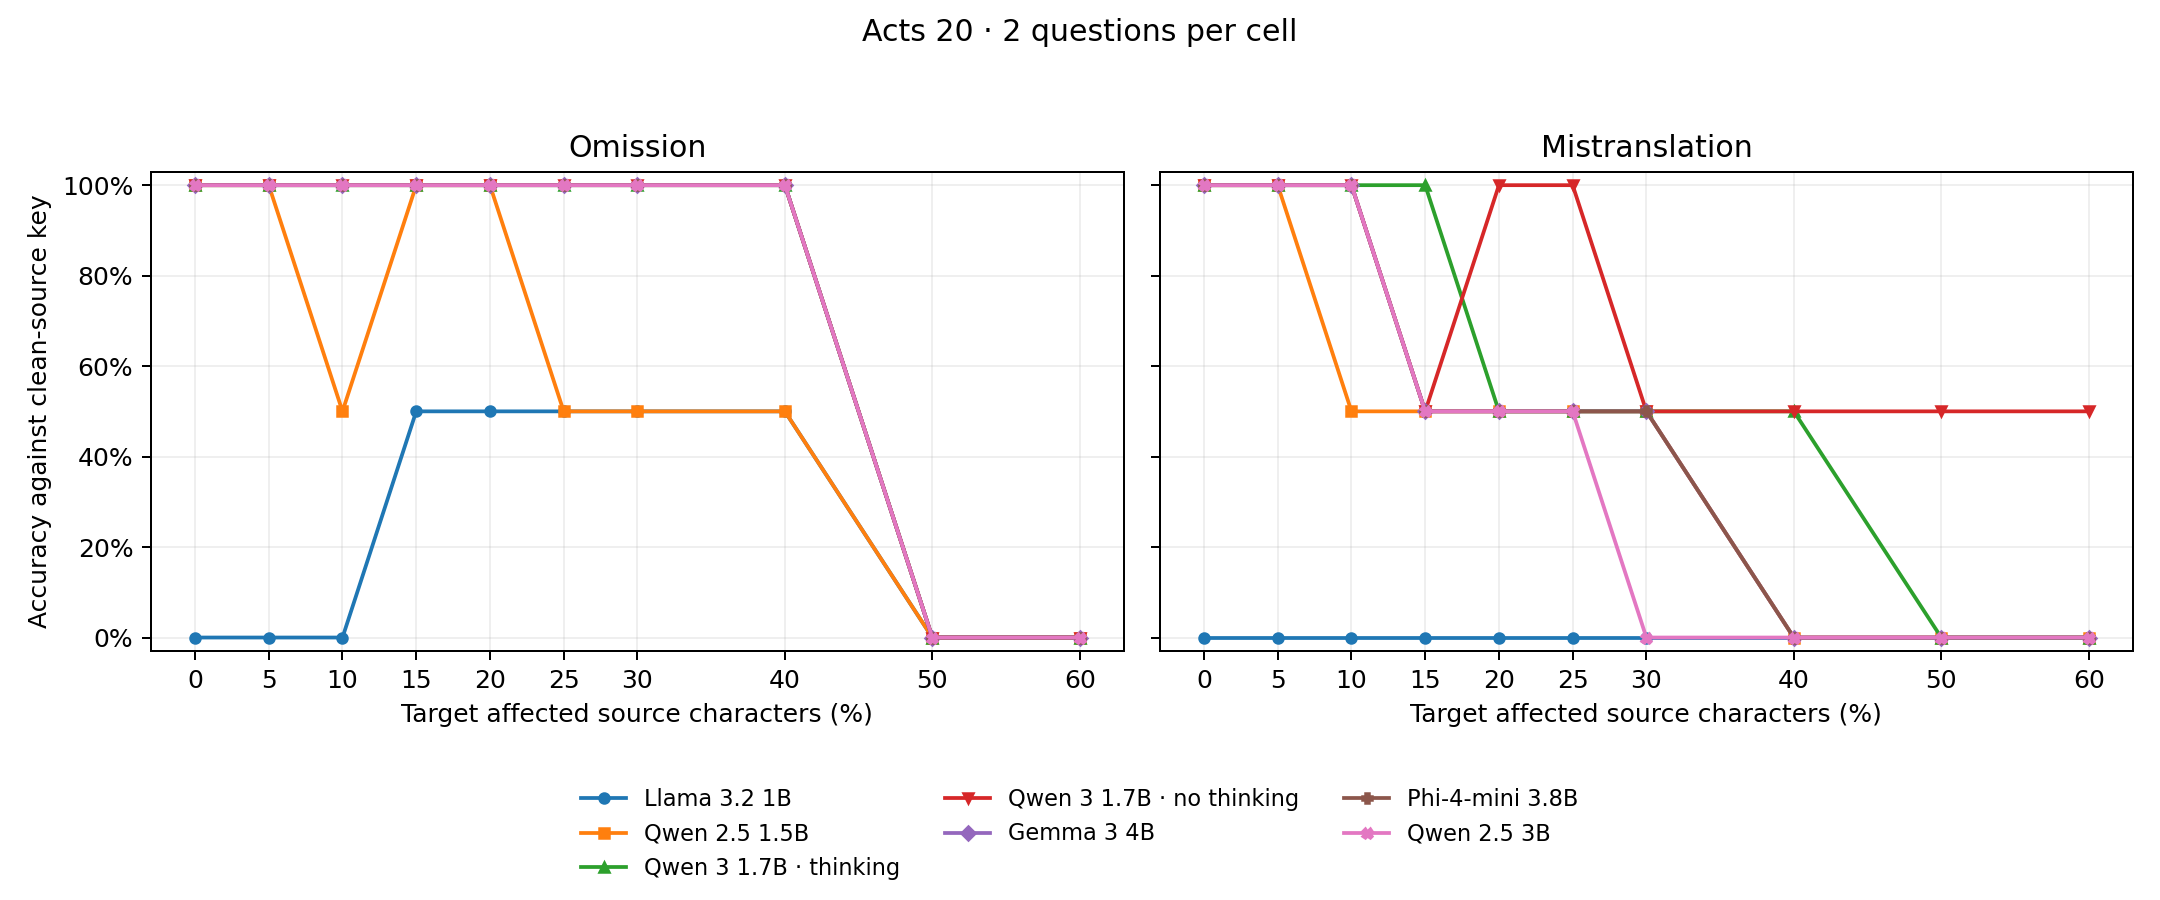 Acts 20 · 2 questions per cell
Omission
Mistranslation
Accuracy against clean-source key
100%
80%
60%
40%
20%
0%
0 5 10 15 20 25 30 40 50 60
0 5 10 15 20 25 30 40 50 60
Target affected source characters (%)
Target affected source characters (%)
Llama 3.2 1B
Qwen 2.5 1.5B
Qwen 3 1.7B · thinking
Qwen 3 1.7B · no thinking
Gemma 3 4B
Phi-4-mini 3.8B
Qwen 2.5 3B